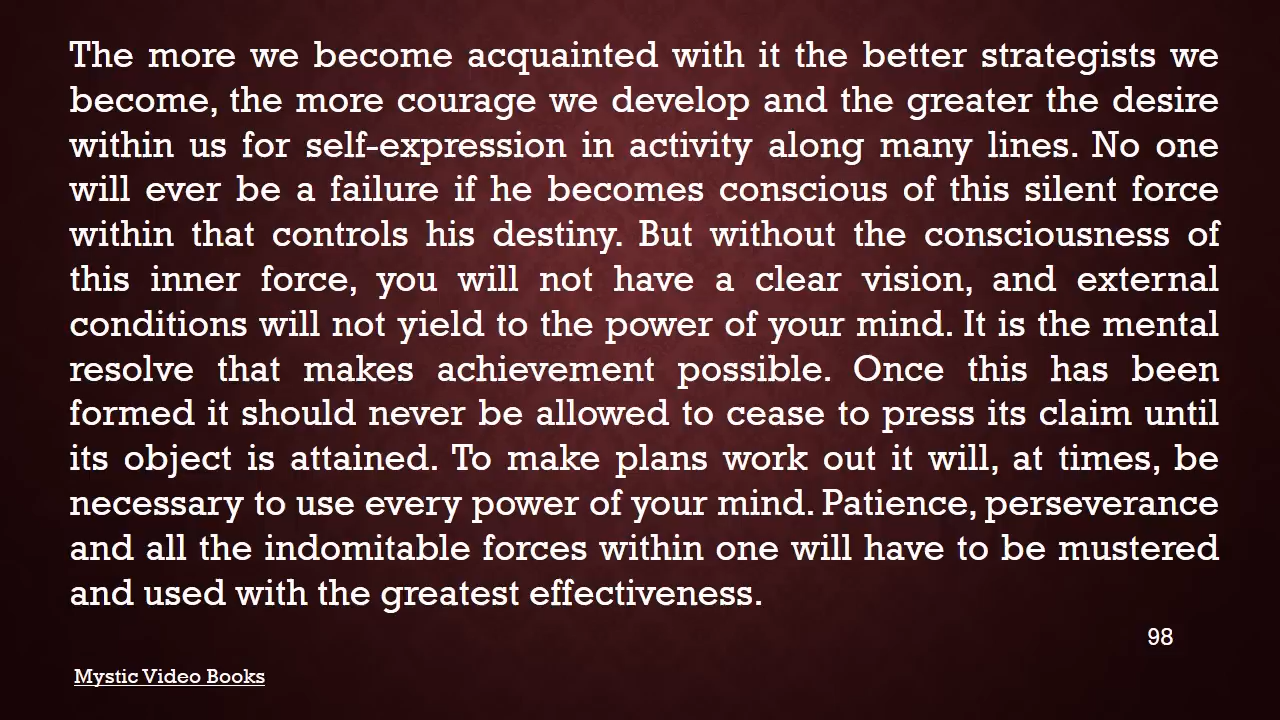 The more we become acquainted with it the better strategists we
become, the more courage we develop and the greater the desire
within us for self-expression in activity along many lines. No one
will ever be a failure if he becomes conscious of this silent force
within that controls his destiny. But without the consciousness of
this inner force, you will not have a clear vision, and external
conditions will not yield to the power of your mind. It is the mental
resolve that makes achievement possible. Once this has been
formed it should never be allowed to cease to press its claim until
its object is attained. To make plans work out it will, at times, be
necessary to use every power of your mind. Patience, perseverance
and all the indomitable forces within one will have to be mustered
and used with the greatest effectiveness.
98
Mystic Video Books